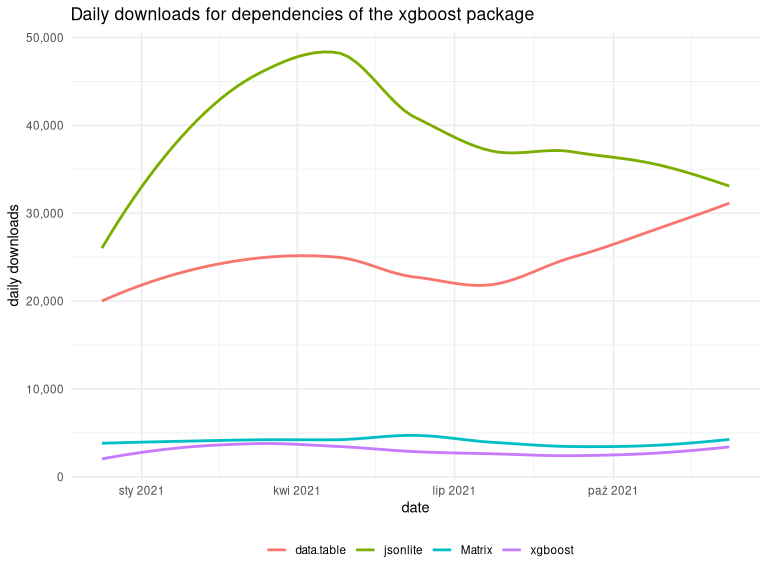 Daily downloads for dependencies of the xgboost package
50,000
40,000
30,000
20,000
10,000
0
daily downloads
sty 2021 kwi 2021 lip 2021 paź 2021
date
data.table jsonlite Matrix xgboost